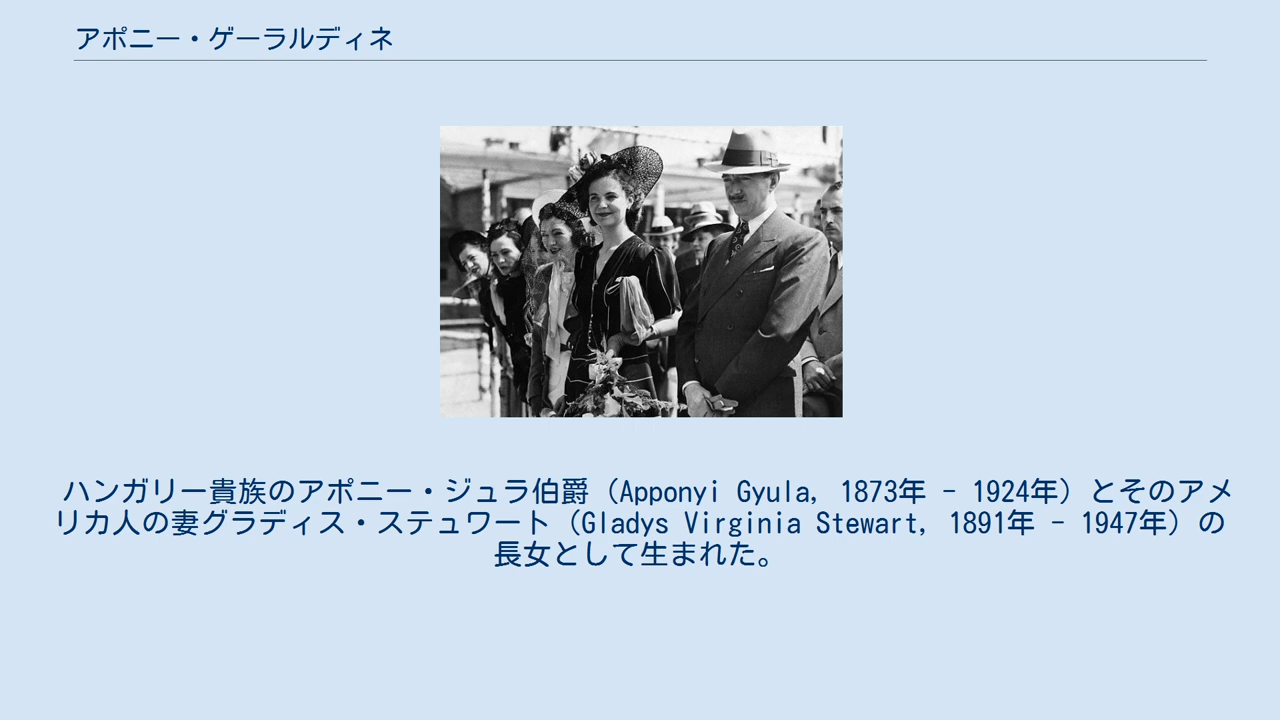 アポニー・ゲーラルディネ
ハンガリー貴族のアポニー・ジュラ伯爵（Apponyi Gyula, 1873年 - 1924年）とそのアメ
リカ人の妻グラディス・ステュワート（Gladys Virginia Stewart, 1891年 - 1947年）の
長女として生まれた。